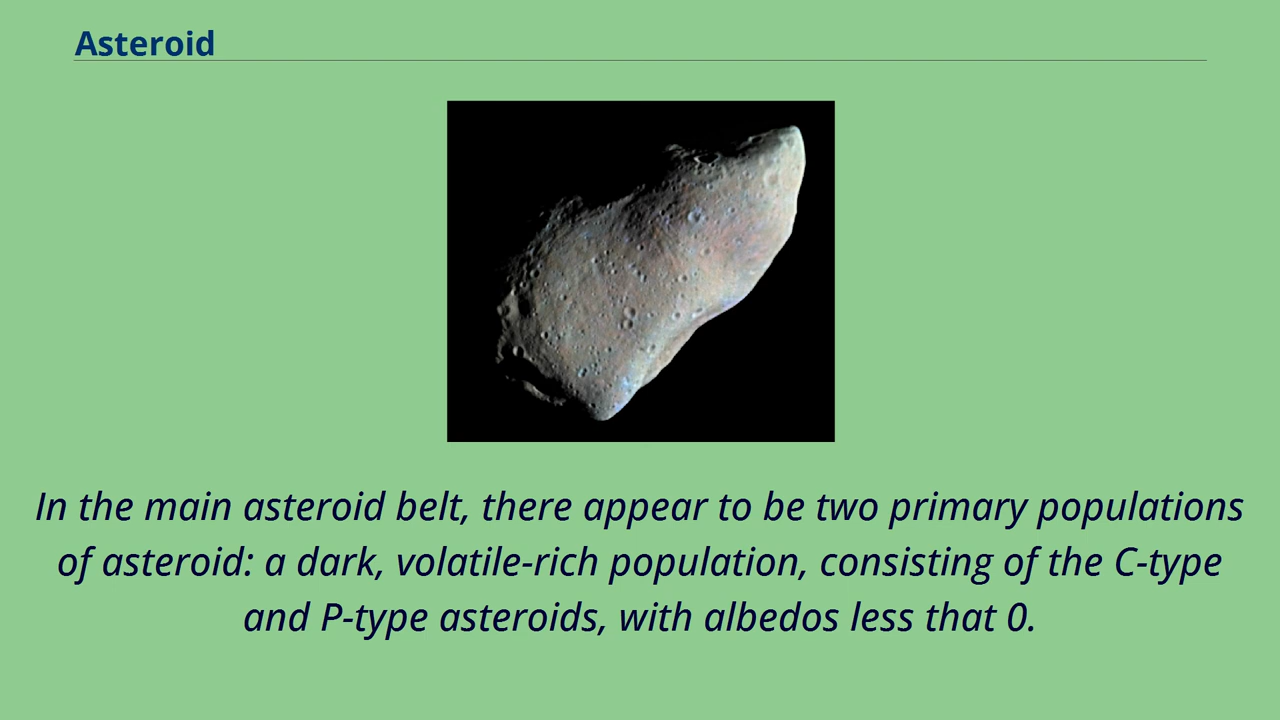 Asteroid
In the main asteroid belt, there appear to be two primary populations
of asteroid: a dark, volatile-rich population, consisting of the C-type
and P-type asteroids, with albedos less that 0.